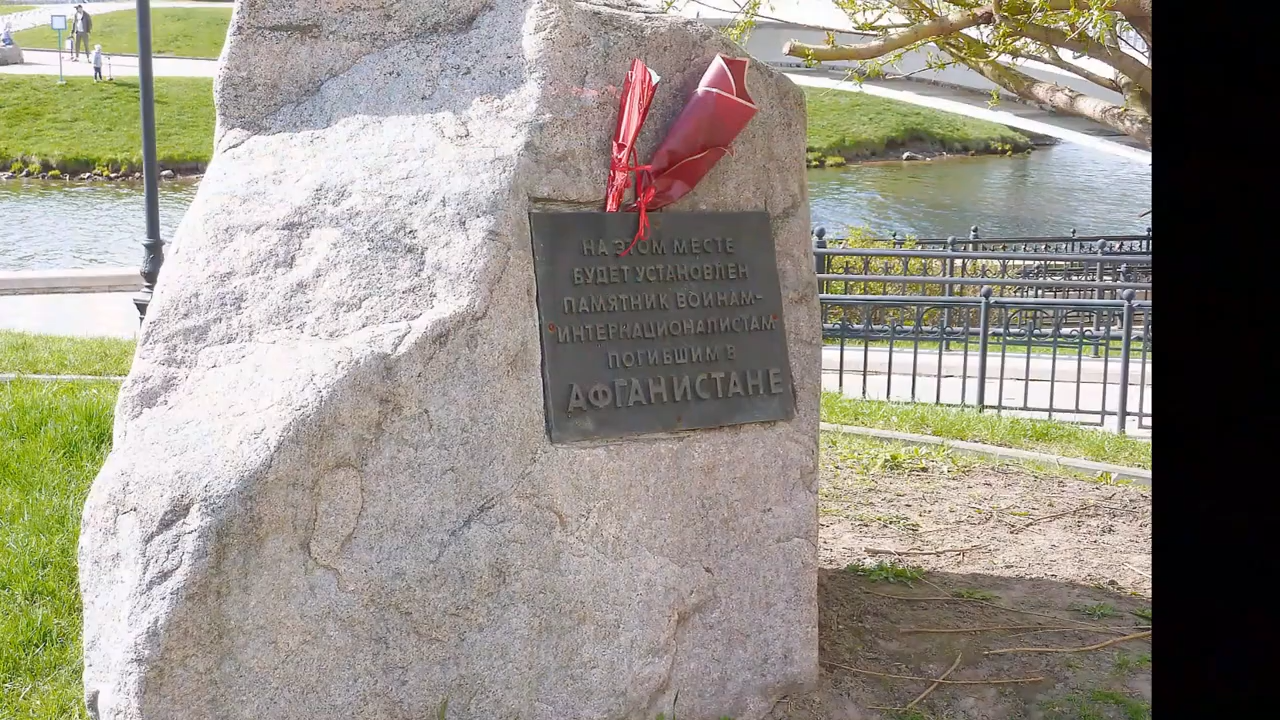 НА ЭТОМ МЕСТЕ
БУДЕТ УСТАНОВЛЕН
ПАМЯТНИК ВОИНАМ-
ИНТЕРНАЦИОНАЛИСТАМ
ПОГИБШИМ В
АФГАНИСТАНЕ